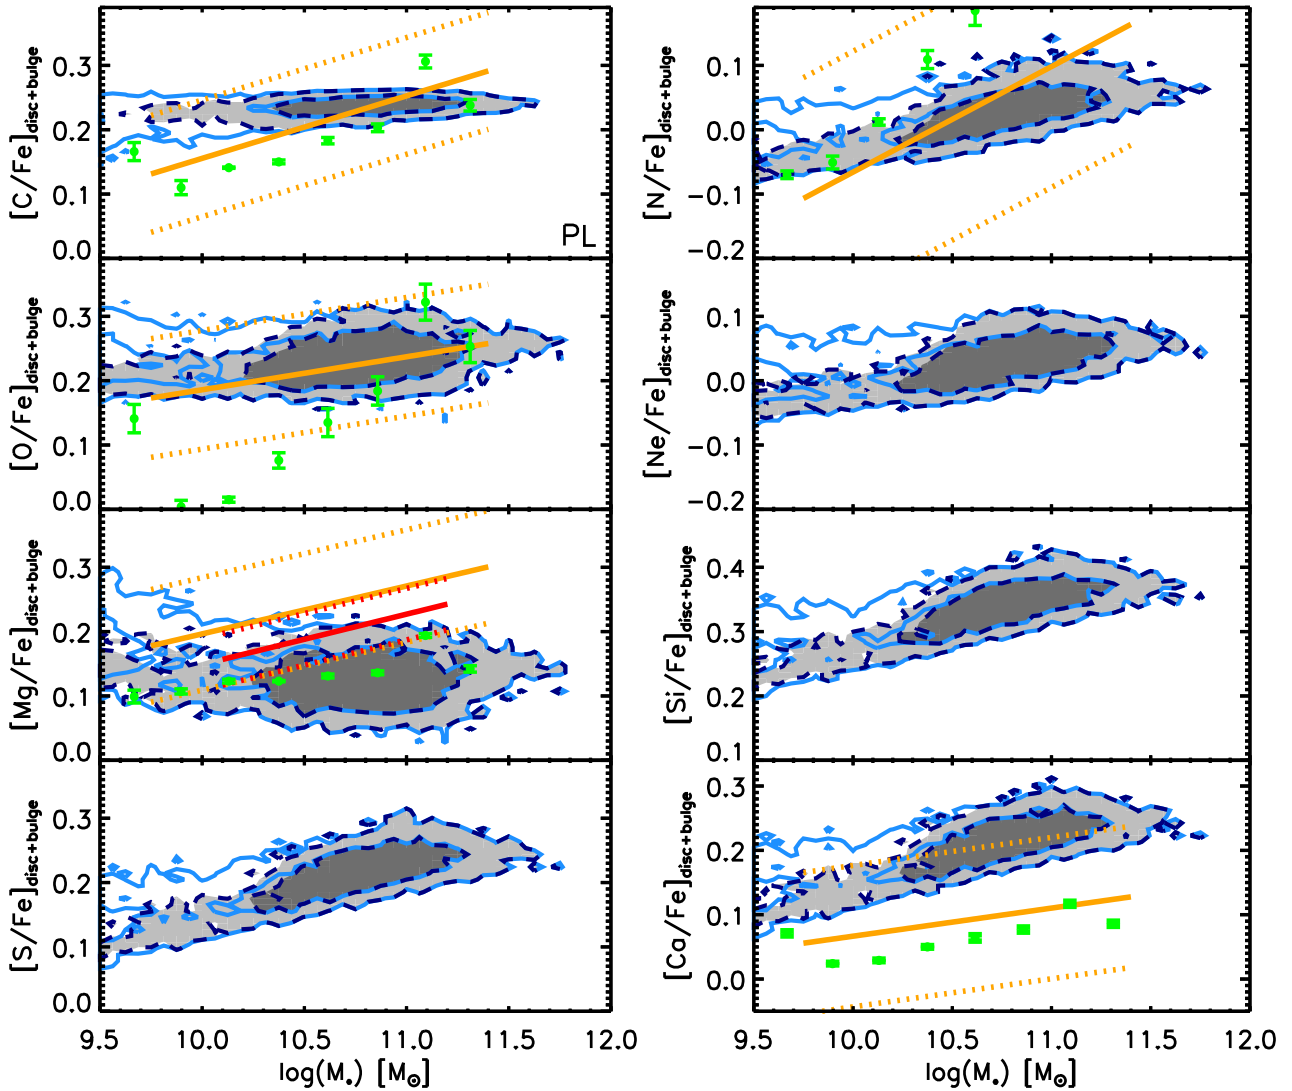 0.3
0.2
0.1
0.0
[C/Fe]disc+bulge
PL
0.1
0.0
−0.1
−0.2
[N/Fe]disc+bulge
0.3
0.2
0.1
0.0
[O/Fe]disc+bulge
0.1
0.0
−0.1
−0.2
[Ne/Fe]disc+bulge
0.3
0.2
0.1
0.0
[Mg/Fe]disc+bulge
0.4
0.3
0.2
0.1
[Si/Fe]disc+bulge
0.3
0.2
0.1
0.0
[S/Fe]disc+bulge
0.3
0.2
0.1
0.0
[Ca/Fe]disc+bulge
9.5 10.0 10.5 11.0 11.5 12.0
log(M⋆) [M⊙]
9.5 10.0 10.5 11.0 11.5 12.0
log(M⋆) [M⊙]